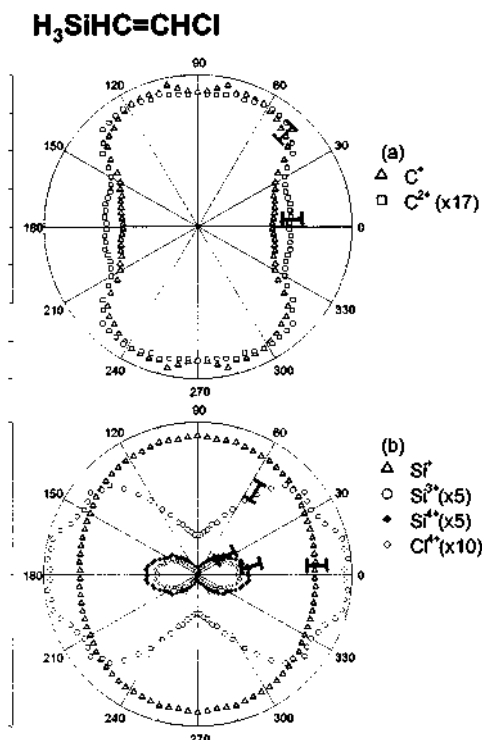 H₃SiHC=CHCl
90
120
60
150
30
180
0
210
330
240
300
270
(a)
△ C⁺
□ C²⁺ (x17)
90
120
60
150
30
180
0
210
330
240
300
270
(b)
△ Si⁺
○ Si³⁺(x5)
◆ Si⁴⁺(x5)
◇ Cl⁴⁺(x10)